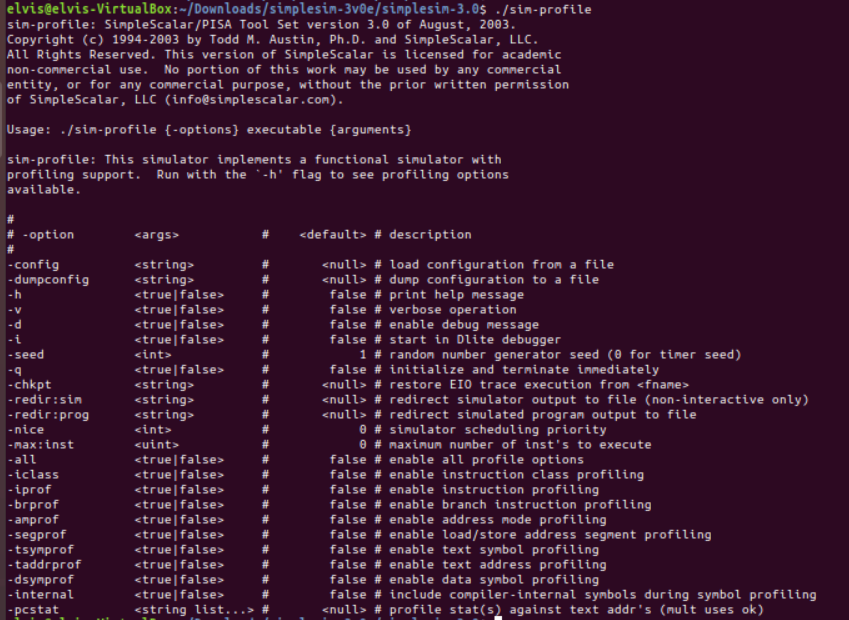 elvis@elvis-VirtualBox:~/Downloads/simplesim-3v0e/simplesim-3.0$ ./sim-profile
sim-profile: SimpleScalar/PISA Tool Set version 3.0 of August, 2003.
Copyright (c) 1994-2003 by Todd M. Austin, Ph.D. and SimpleScalar, LLC.
All Rights Reserved. This version of SimpleScalar is licensed for academic
non-commercial use.  No portion of this work may be used by any commercial
entity, or for any commercial purpose, without the prior written permission
of SimpleScalar, LLC (info@simplescalar.com).

Usage: ./sim-profile {-options} executable {arguments}

sim-profile: This simulator implements a functional simulator with
profiling support.  Run with the `-h' flag to see profiling options
available.

#
# -option        <args>           #    <default> # description
#
-config          <string>         #       <null> # load configuration from a file
-dumpconfig      <string>         #       <null> # dump configuration to a file
-h               <true|false>     #        false # print help message
-v               <true|false>     #        false # verbose operation
-d               <true|false>     #        false # enable debug message
-i               <true|false>     #        false # start in Dlite debugger
-seed            <int>            #            1 # random number generator seed (0 for timer seed)
-q               <true|false>     #        false # initialize and terminate immediately
-chkpt           <string>         #       <null> # restore EIO trace execution from <fname>
-redir:sim       <string>         #       <null> # redirect simulator output to file (non-interactive only)
-redir:prog      <string>         #       <null> # redirect simulated program output to file
-nice            <int>            #            0 # simulator scheduling priority
-max:inst        <uint>           #            0 # maximum number of inst's to execute
-all             <true|false>     #        false # enable all profile options
-iclass          <true|false>     #        false # enable instruction class profiling
-iprof           <true|false>     #        false # enable instruction profiling
-brprof          <true|false>     #        false # enable branch instruction profiling
-amprof          <true|false>     #        false # enable address mode profiling
-segprof         <true|false>     #        false # enable load/store address segment profiling
-tsymprof        <true|false>     #        false # enable text symbol profiling
-taddrprof       <true|false>     #        false # enable text address profiling
-dsymprof        <true|false>     #        false # enable data symbol profiling
-internal        <true|false>     #        false # include compiler-internal symbols during symbol profiling
-pcstat          <string list...> #       <null> # profile stat(s) against text addr's (mult uses ok)